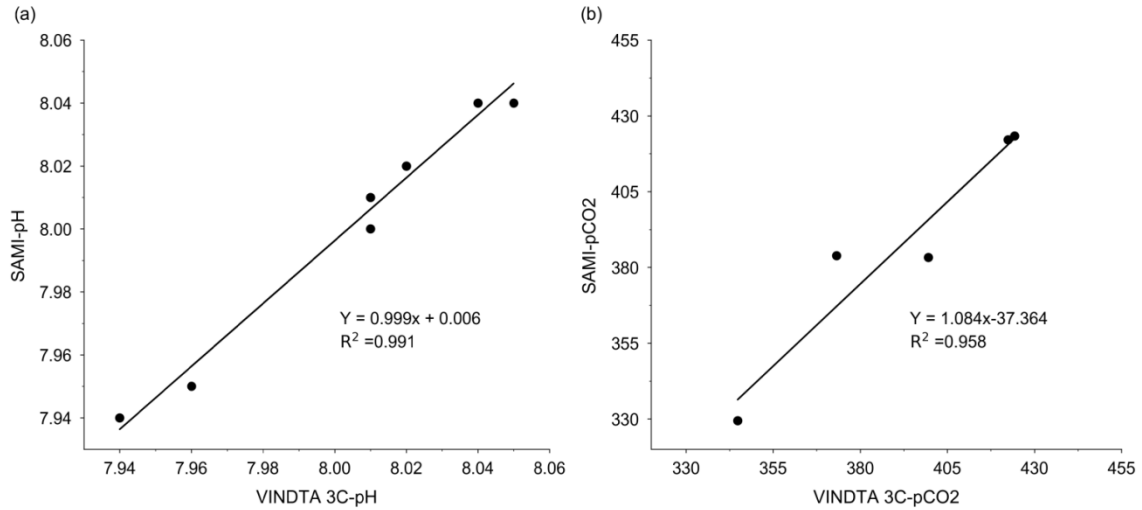 (a)
8.06
8.04
8.02
8.00
7.98
7.96
7.94
SAMI-pH
Y = 0.999x + 0.006
R² =0.991
7.94 7.96 7.98 8.00 8.02 8.04 8.06
VINDTA 3C-pH
(b)
455
430
405
380
355
330
SAMI-pCO2
Y = 1.084x-37.364
R² =0.958
330 355 380 405 430 455
VINDTA 3C-pCO2